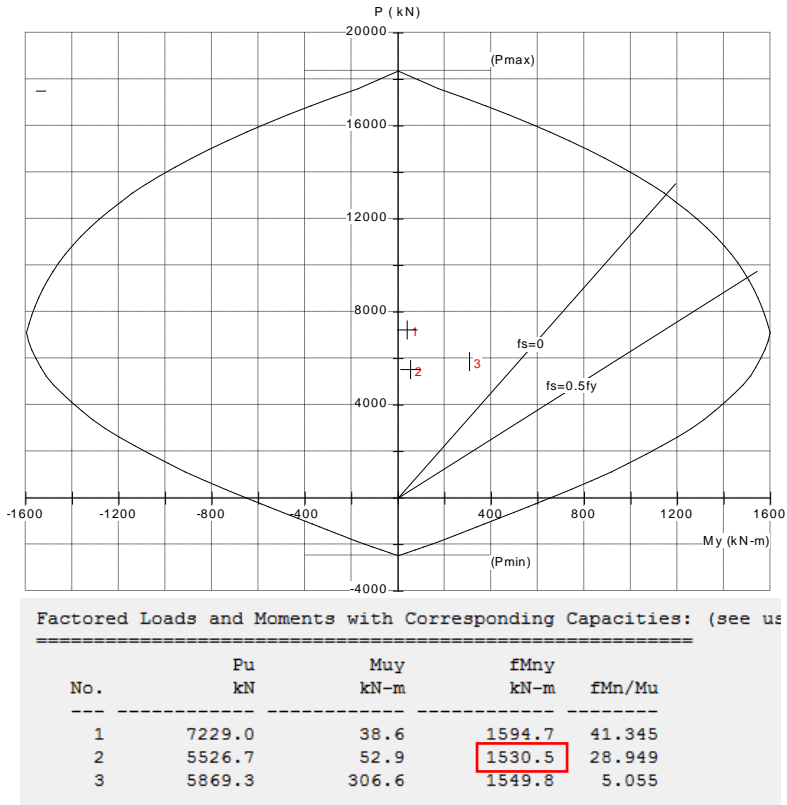 P ( kN)
20000
(Pmax)
16000
12000
8000
1
fs=0
3
2
fs=0.5fy
4000
-1600 -1200 -800 -400 400 800 1200 1600
My (kN-m)
(Pmin)
-4000
Factored Loads and Moments with Corresponding Capacities: (see us
=======================================================
Pu Muy fMny
No. kN kN-m kN-m fMn/Mu
--- ------------ ------------ ------------ --------
1 7229.0 38.6 1594.7 41.345
2 5526.7 52.9 1530.5 28.949
3 5869.3 306.6 1549.8 5.055